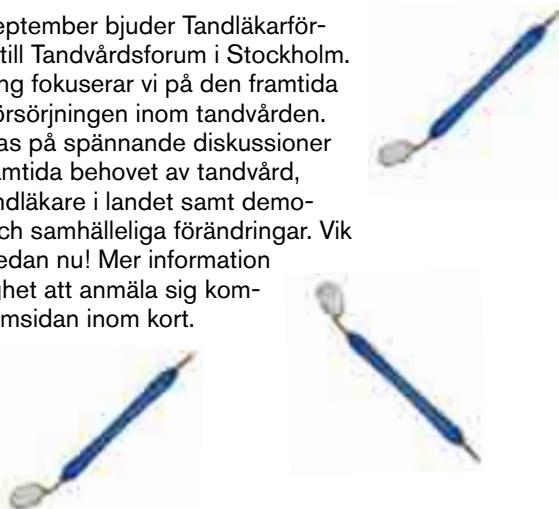 eptember bjuder Tandläkarför-
till Tandvårdsforum i Stockholm.
ng fokuserar vi på den framtida
örsörjningen inom tandvården.
as på spännande diskussioner
amtida behovet av tandvård,
ndläkare i landet samt demo-
ch samhälleliga förändringar. Vik
edan nu! Mer information
ghet att anmäla sig kom-
emsidan inom kort.